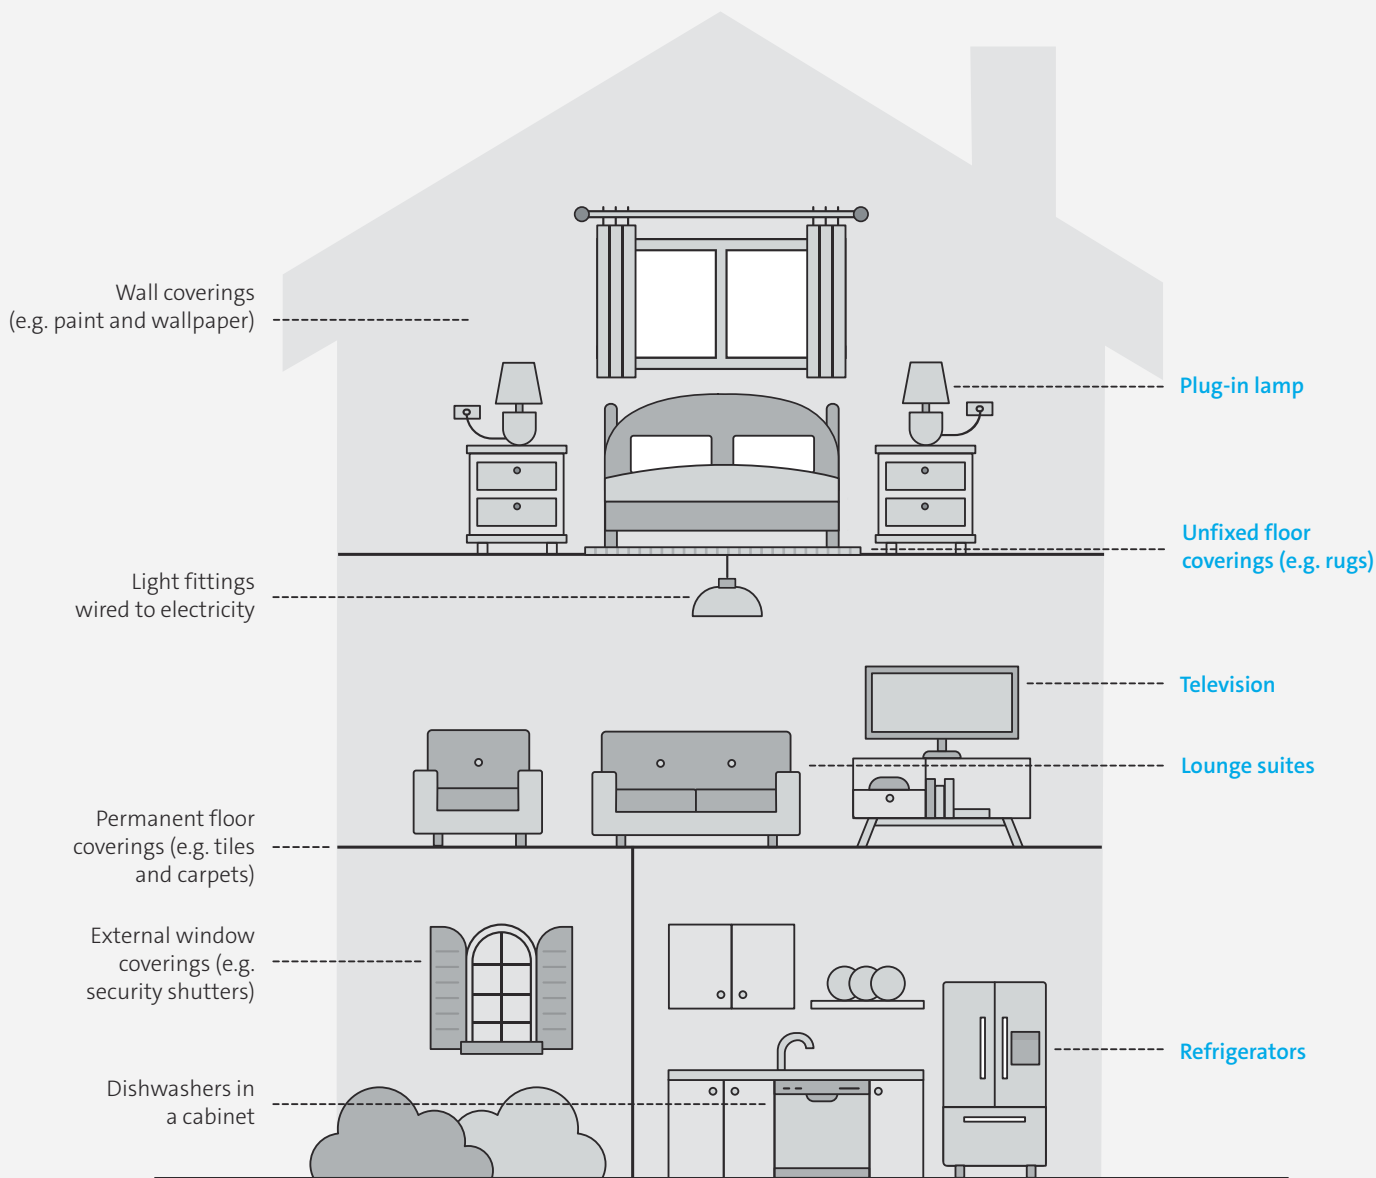 Wall coverings
(e.g. paint and wallpaper)
Plug-in lamp
Unfixed floor
coverings (e.g. rugs)
Light fittings
wired to electricity
Television
Lounge suites
Permanent floor
coverings (e.g. tiles
and carpets)
External window
coverings (e.g.
security shutters)
Refrigerators
Dishwashers in
a cabinet